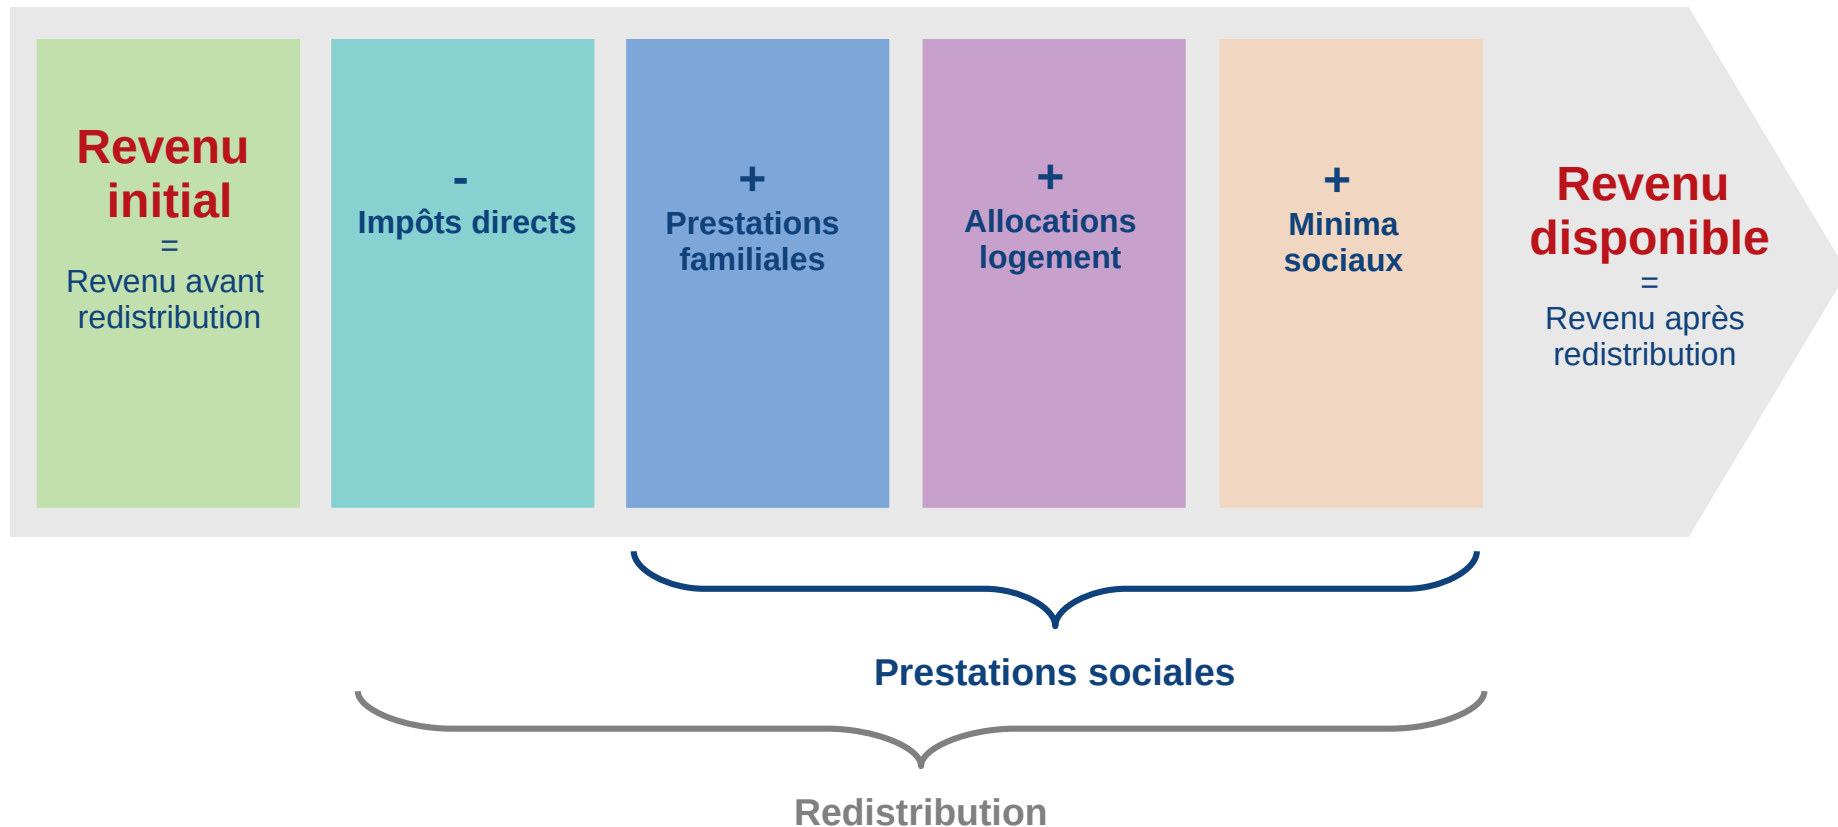 Revenu
initial
=
Revenu avant
redistribution
-
Impôts directs
+
Prestations
familiales
+
Allocations
logement
+
Minima
sociaux
Revenu
disponible
=
Revenu après
redistribution
Prestations sociales
Redistribution